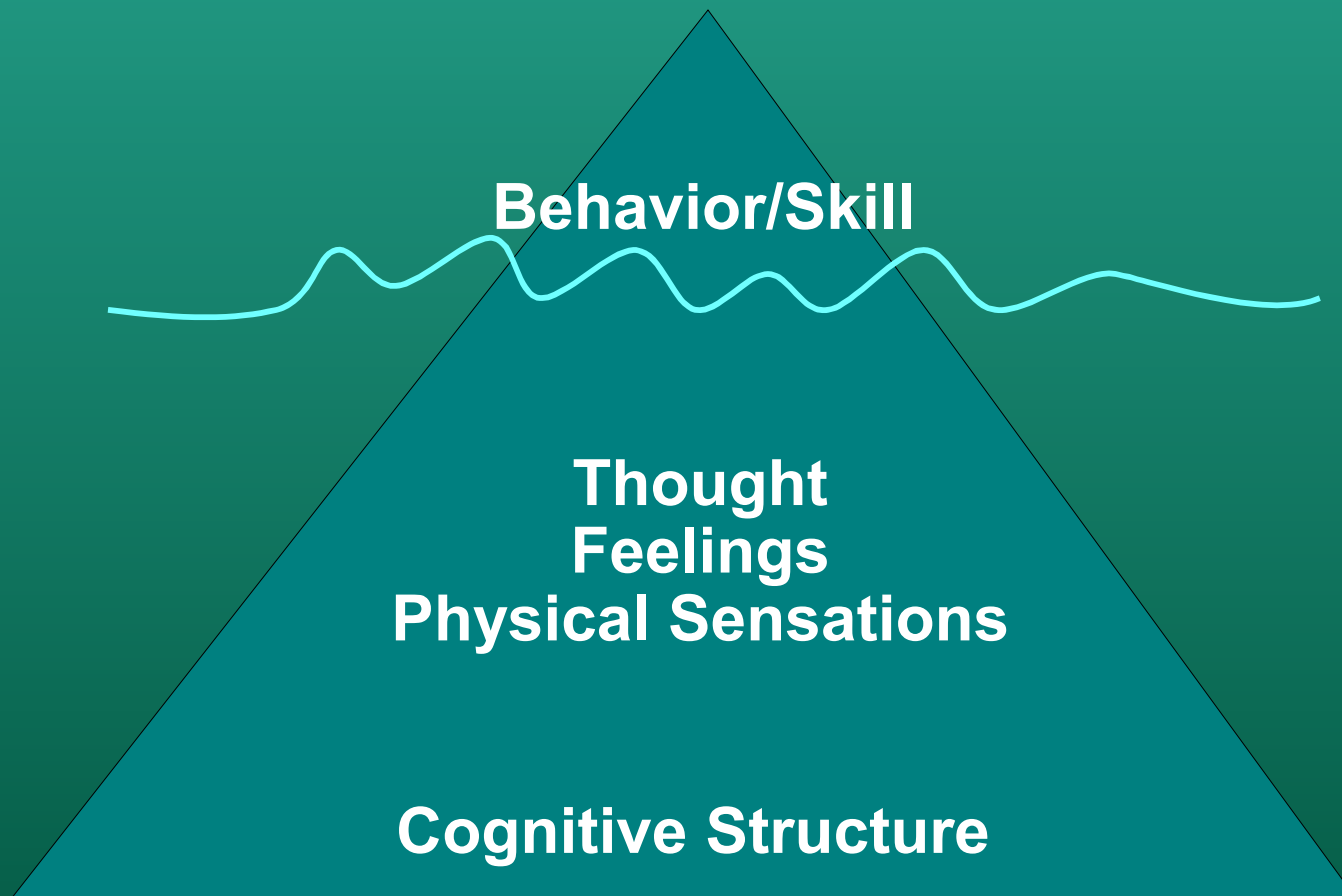 Behavior/Skill
Thought
Feelings
Physical Sensations
Cognitive Structure